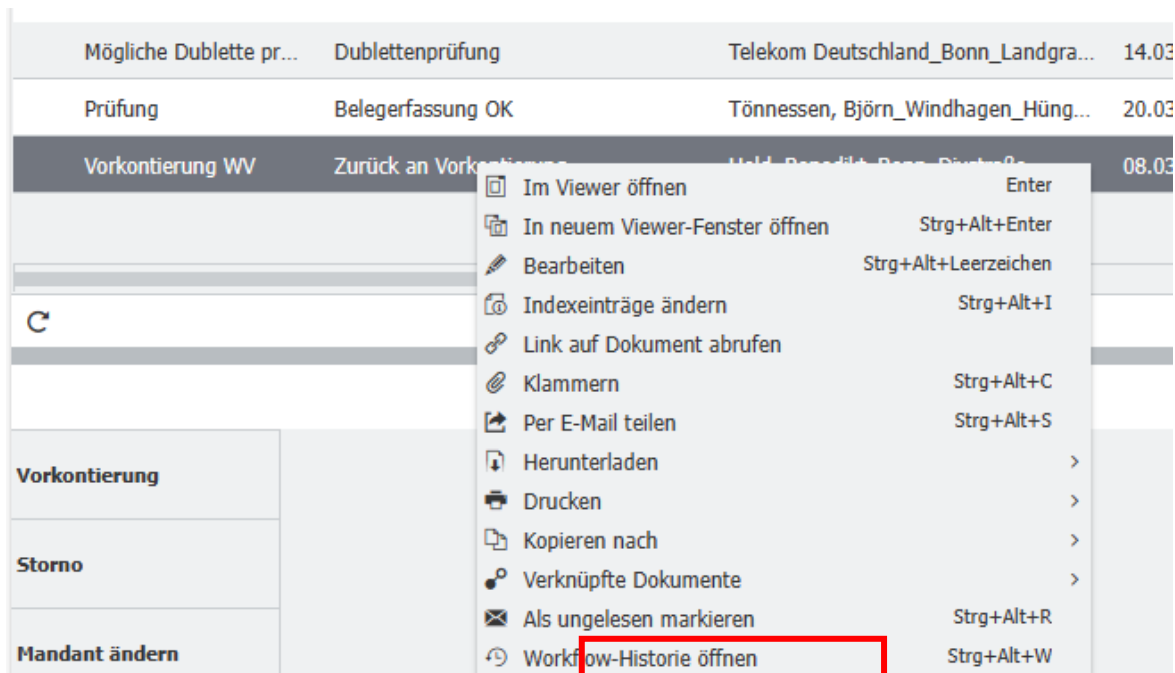 Mögliche Dublette pr... Dublettenprüfung Telekom Deutschland_Bonn_Landgra... 14.03
Prüfung Belegerfassung OK Tönnessen, Björn_Windhagen_Hüng... 20.03
Vorkontierung WV Zurück an Vorkontierung 08.03
Im Viewer öffnen Enter
In neuem Viewer-Fenster öffnen Strg+Alt+Enter
Bearbeiten Strg+Alt+Leerzeichen
Indexeinträge ändern Strg+Alt+I
Link auf Dokument abrufen
Klammern Strg+Alt+C
Per E-Mail teilen Strg+Alt+S
Herunterladen
Vorkontierung
Drucken
Kopieren nach
Storno
Verknüpfte Dokumente
Als ungelesen markieren Strg+Alt+R
Mandant ändern
Workflow-Historie öffnen Strg+Alt+W